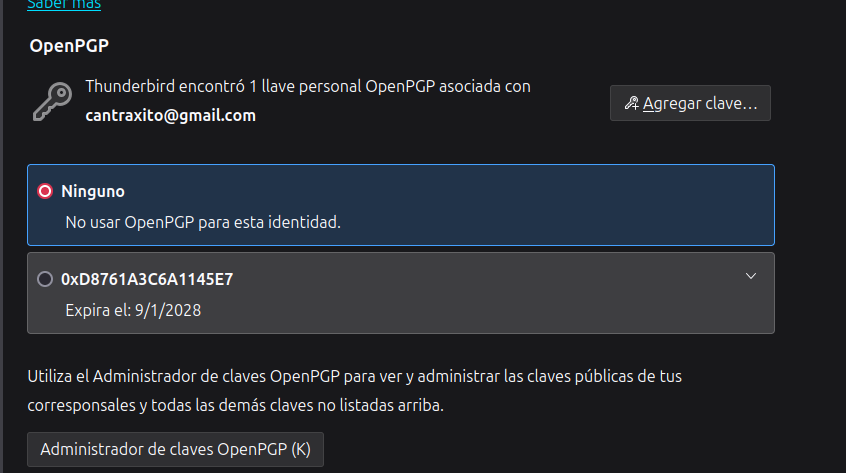 Saber más
OpenPGP
Thunderbird encontró 1 llave personal OpenPGP asociada con
cantraxito@gmail.com
Agregar clave...
Ninguno
No usar OpenPGP para esta identidad.
0xD8761A3C6A1145E7
Expira el: 9/1/2028
Utiliza el Administrador de claves OpenPGP para ver y administrar las claves públicas de tus
corresponsales y todas las demás claves no listadas arriba.
Administrador de claves OpenPGP (K)